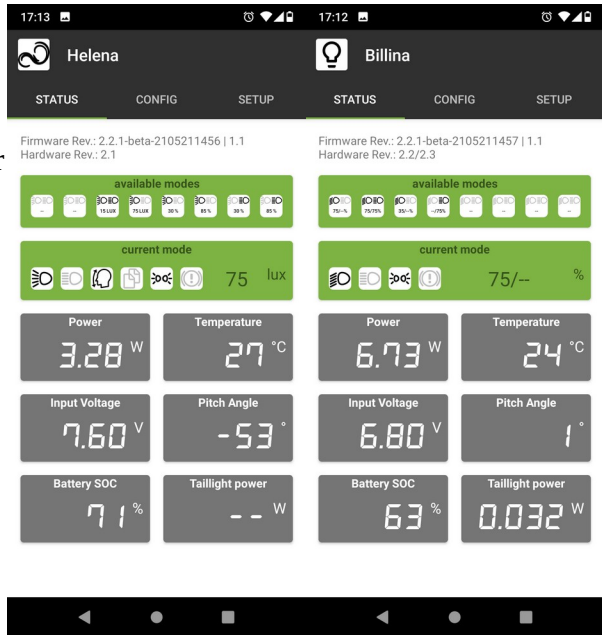 17:13
Helena
STATUS CONFIG SETUP
Firmware Rev.: 2.2.1-beta-2105211456 | 1.1
Hardware Rev.: 2.1
r
available modes
-- -- 15 LUX 75 LUX 30 % 85 % 30 % 85 %
current mode
75 lux
Power Temperature
3.28 W 27 °C
Input Voltage Pitch Angle
7.60 V -53 °
Battery SOC Taillight power
71 % -- W
17:12
Billina
STATUS CONFIG SETUP
Firmware Rev.: 2.2.1-beta-2105211457 | 1.1
Hardware Rev.: 2.2/2.3
available modes
75/--% 75/75% 35/--% --/75% -- -- -- --
current mode
75/-- %
Power Temperature
6.73 W 24 °C
Input Voltage Pitch Angle
6.80 V 1 °
Battery SOC Taillight power
63 % 0.032 W